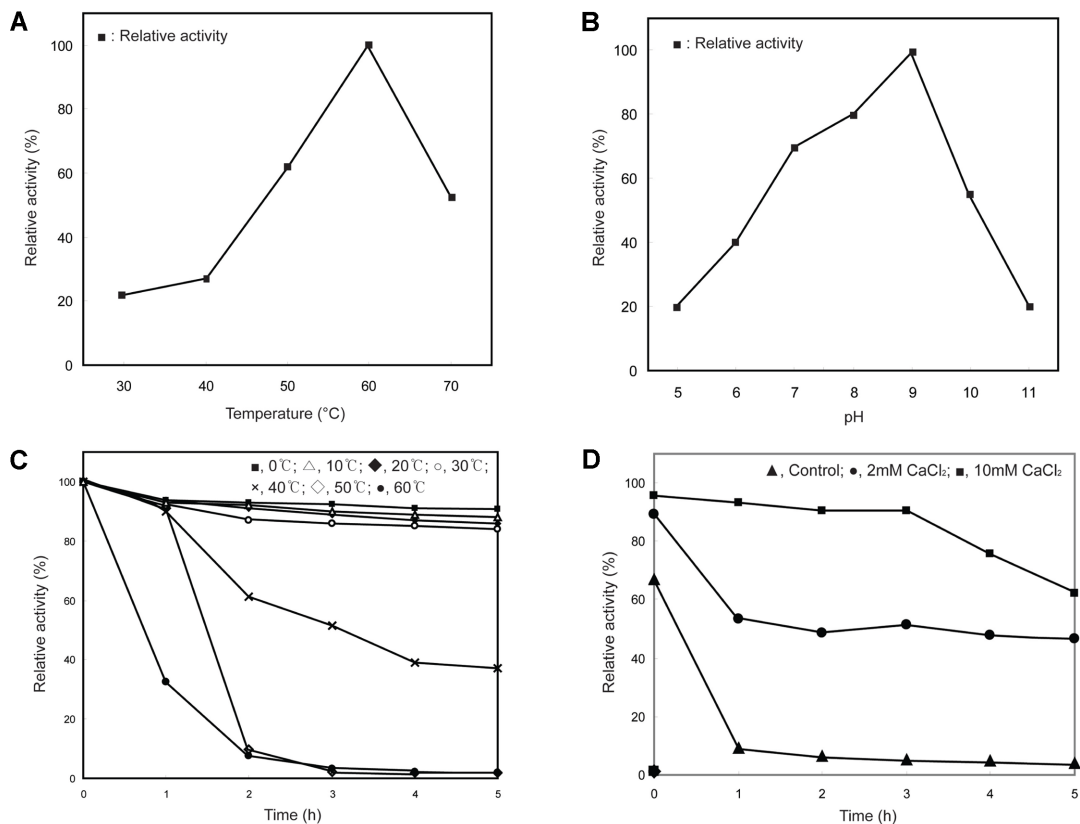 A
■ : Relative activity
Relative activity (%)
100
80
60
40
20
0
30 40 50 60 70
Temperature (°C)
B
■ : Relative activity
Relative activity (%)
100
80
60
40
20
0
5 6 7 8 9 10 11
pH
C
■, 0℃; △, 10℃; ◆, 20℃; ○, 30℃;
×, 40℃; ◇, 50℃; ●, 60℃
Relative activity (%)
100
80
60
40
20
0
0 1 2 3 4 5
Time (h)
D
▲, Control; ●, 2mM CaCl₂; ■, 10mM CaCl₂
Relative activity (%)
100
80
60
40
20
0
0 1 2 3 4 5
Time (h)